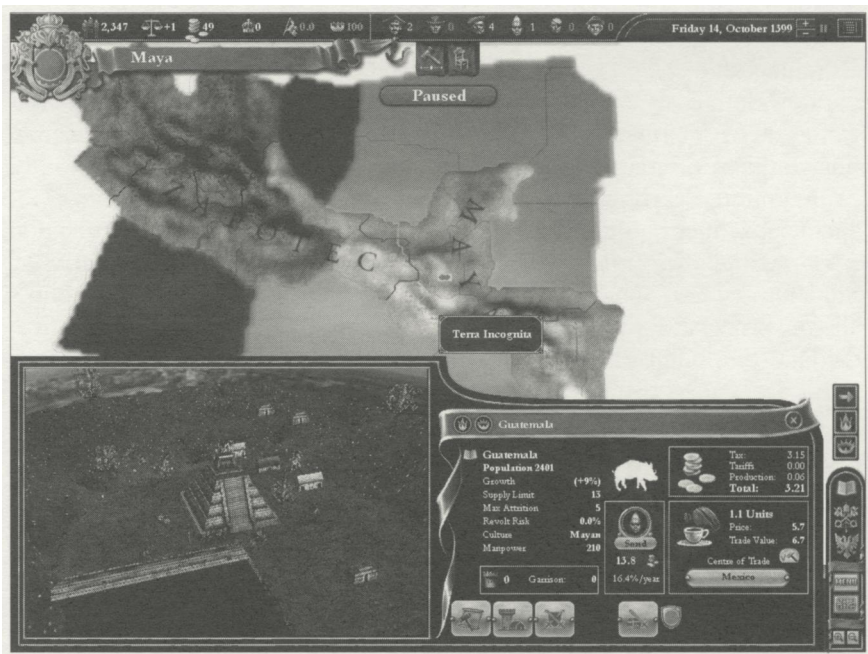 2,347 +1 49 0 0.0 100 2 0 4 1 0 0 Friday 14, October 1399
Maya
Paused
ZAPOTEC
MAY
Terra Incognita
Guatemala
Guatemala
Population 2401
Growth (+9%)
Supply Limit 13
Max Attrition 5
Revolt Risk 0.0%
Culture Mayan
Manpower 210
0 Garrison: 0
Send
13.8
16.4%/year
Tax: 3.15
Tariffs 0.00
Production: 0.06
Total: 3.21
1.1 Units
Price: 5.7
Trade Value: 6.7
Centre of Trade
Mexico